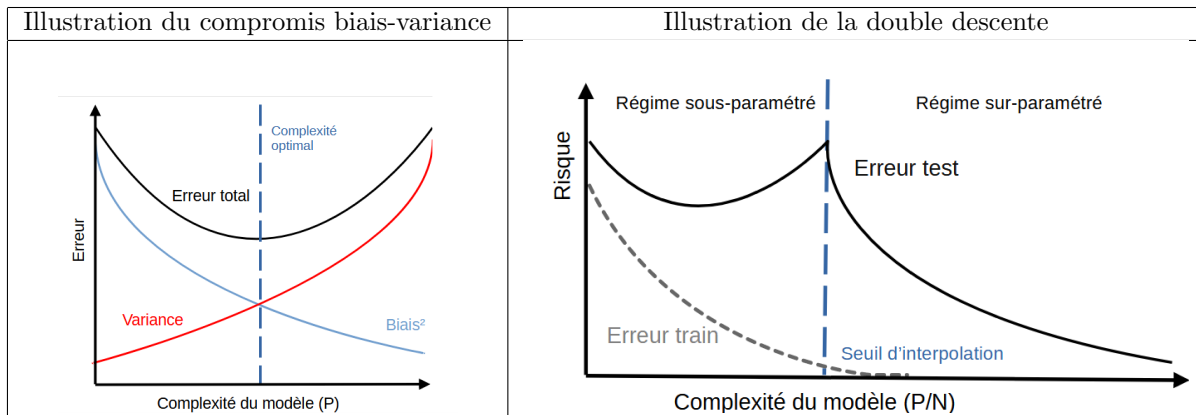 Illustration du compromis biais-variance
Complexité
optimal
Erreur total
Erreur
Variance
Biais²
Complexité du modèle (P)
Illustration de la double descente
Régime sous-paramétré
Régime sur-paramétré
Risque
Erreur test
Erreur train
Seuil d'interpolation
Complexité du modèle (P/N)